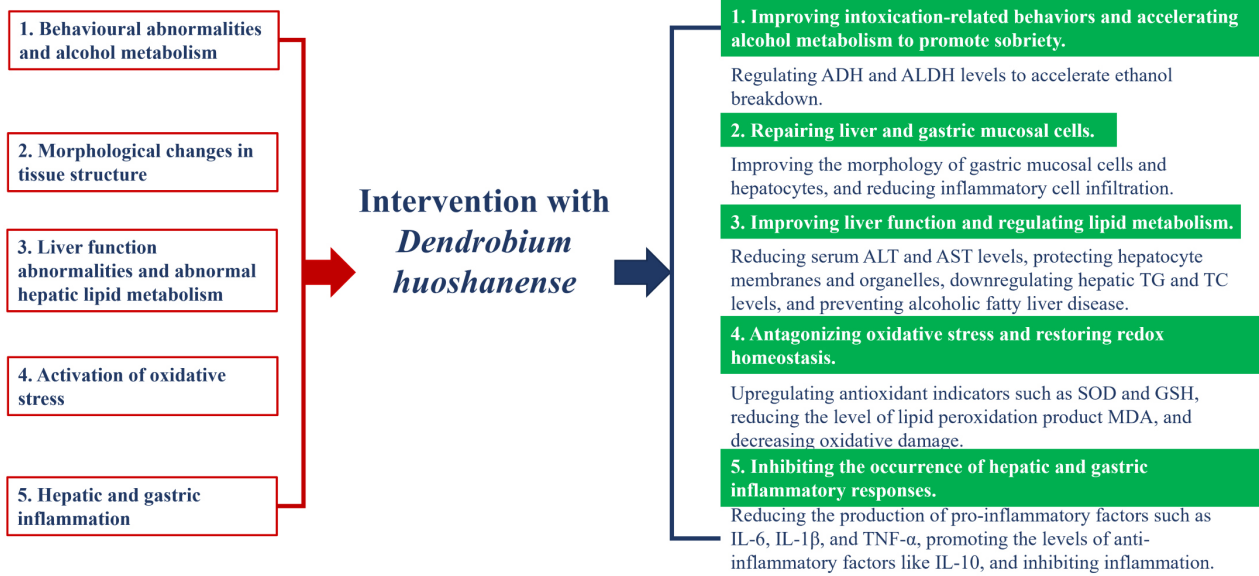 1. Behavioural abnormalities
and alcohol metabolism
2. Morphological changes in
tissue structure
3. Liver function
abnormalities and abnormal
hepatic lipid metabolism
4. Activation of oxidative
stress
5. Hepatic and gastric
inflammation
Intervention with
Dendrobium
huoshanense
1. Improving intoxication-related behaviors and accelerating
alcohol metabolism to promote sobriety.
Regulating ADH and ALDH levels to accelerate ethanol
breakdown.
2. Repairing liver and gastric mucosal cells.
Improving the morphology of gastric mucosal cells and
hepatocytes, and reducing inflammatory cell infiltration.
3. Improving liver function and regulating lipid metabolism.
Reducing serum ALT and AST levels, protecting hepatocyte
membranes and organelles, downregulating hepatic TG and TC
levels, and preventing alcoholic fatty liver disease.
4. Antagonizing oxidative stress and restoring redox
homeostasis.
Upregulating antioxidant indicators such as SOD and GSH,
reducing the level of lipid peroxidation product MDA, and
decreasing oxidative damage.
5. Inhibiting the occurrence of hepatic and gastric
inflammatory responses.
Reducing the production of pro-inflammatory factors such as
IL-6, IL-1β, and TNF-α, promoting the levels of anti-
inflammatory factors like IL-10, and inhibiting inflammation.